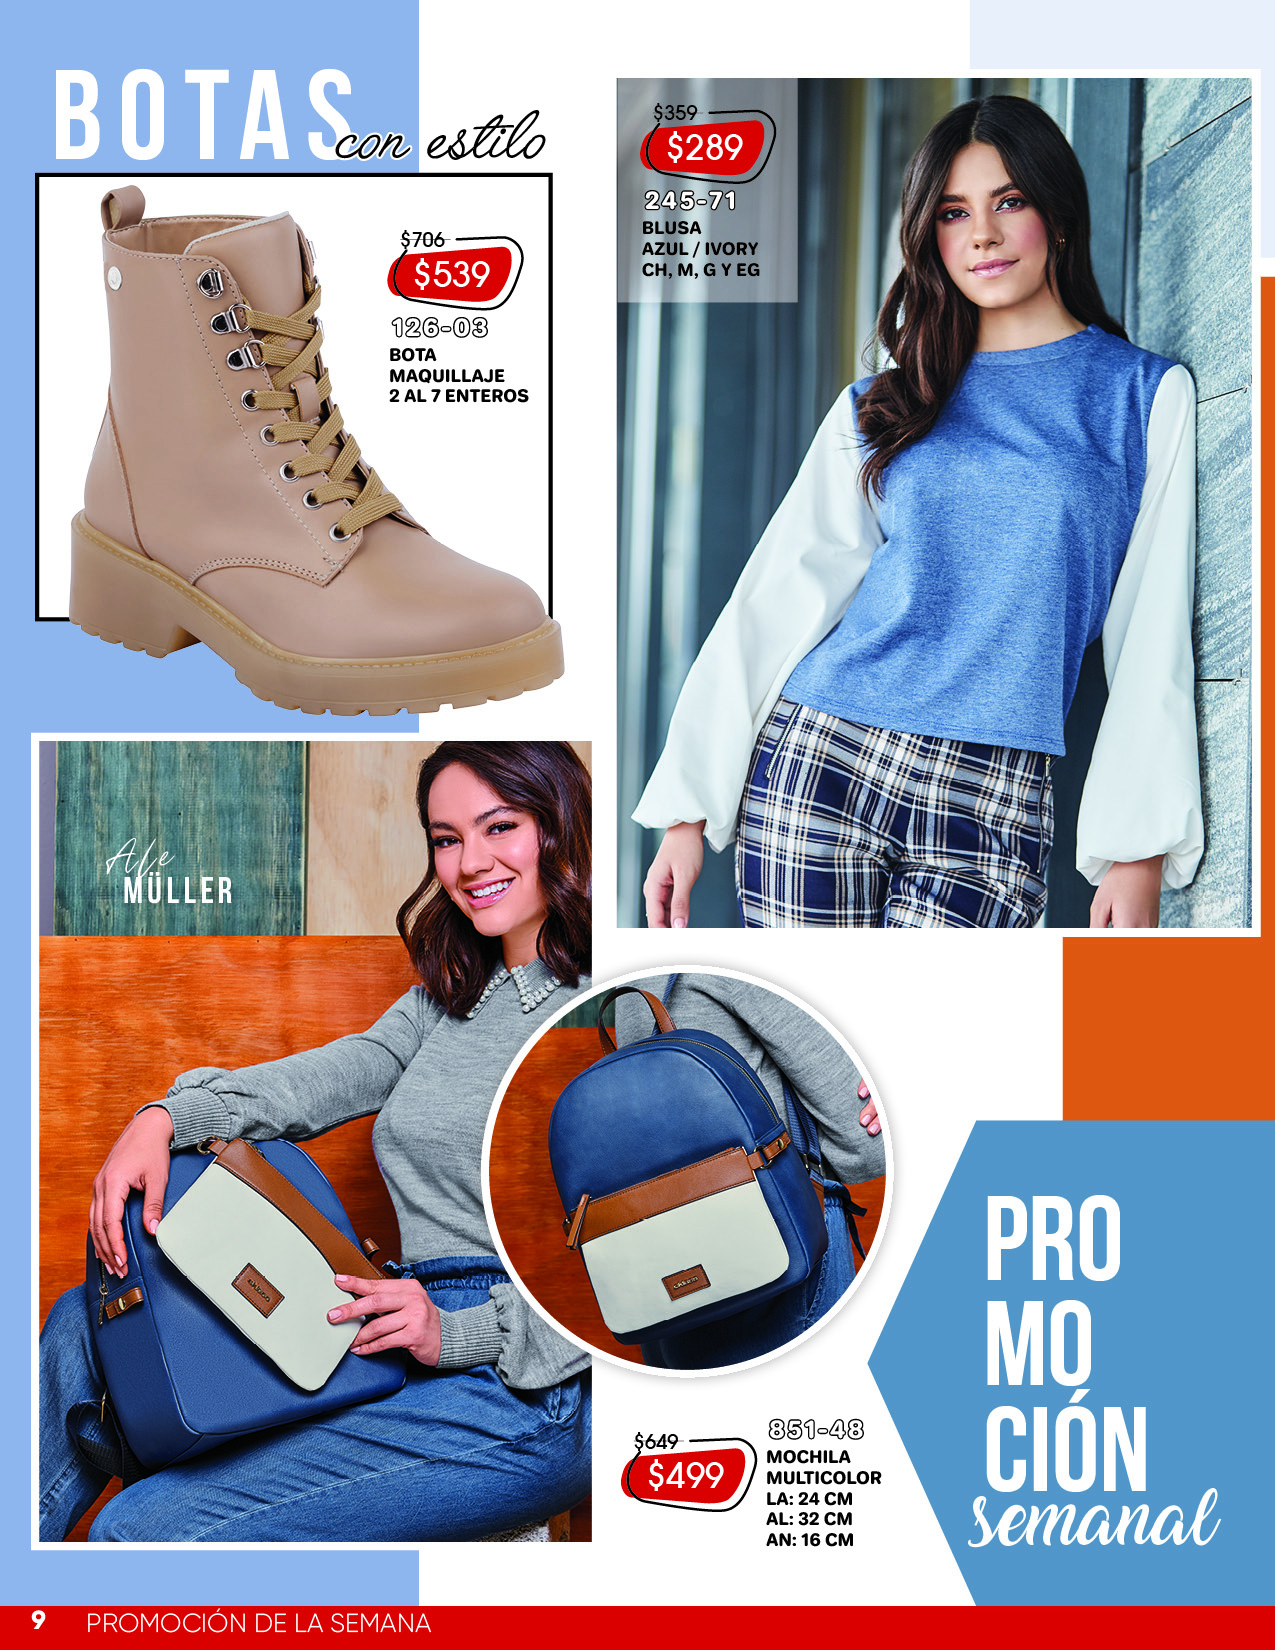 BOTAS
con estilo
$706
$539
126-03
BOTA
MAQUILLAJE
2 AL 7 ENTEROS
$359
$289
245-71
BLUSA
AZUL / IVORY
CH, M, G Y EG
Ale
MÜLLER
$649
$499
851-48
MOCHILA
MULTICOLOR
LA: 24 CM
AL: 32 CM
AN: 16 CM
PRO
MO
CIÓN
semanal
9 PROMOCIÓN DE LA SEMANA